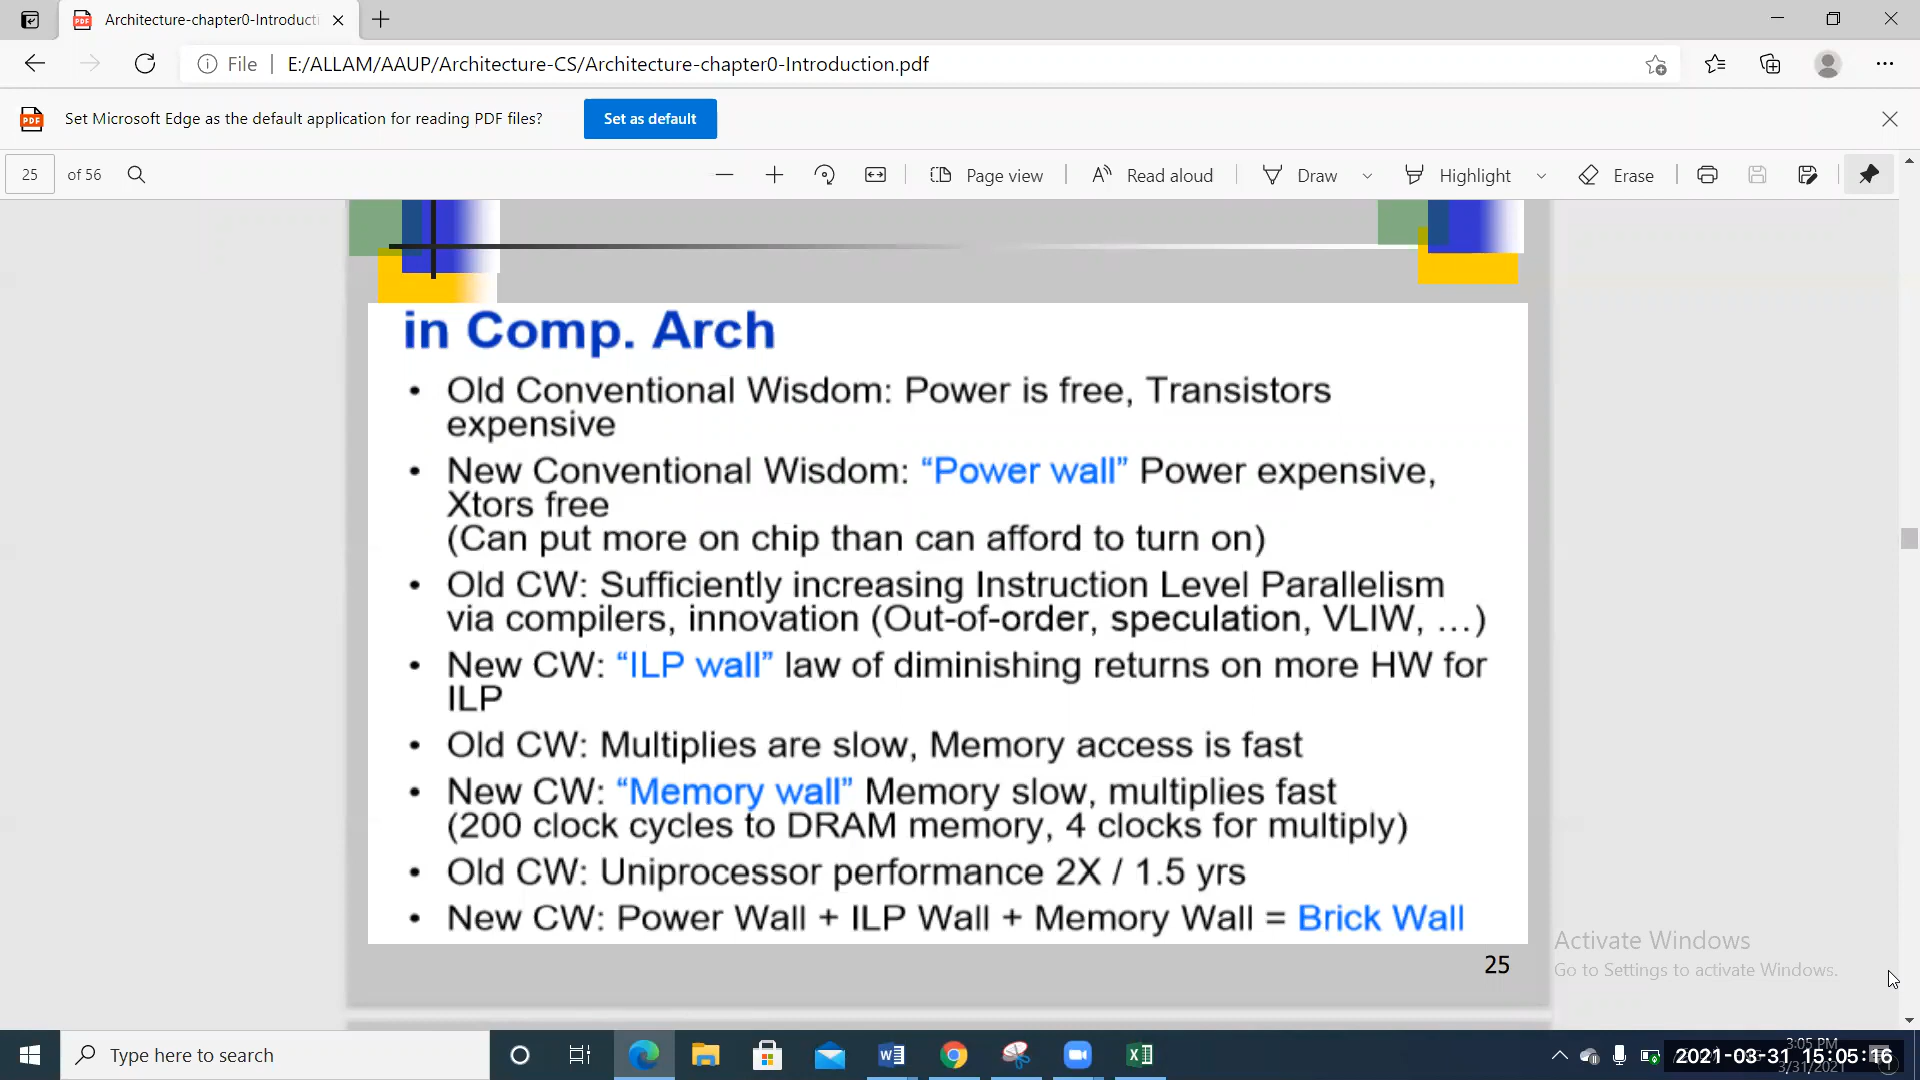 Architecture-chapter0-Introducti
File
E:/ALLAM/AAUP/Architecture-CS/Architecture-chapter0-Introduction.pdf
PDF
Set Microsoft Edge as the default application for reading PDF files?
Set as default
25 of 56
Page view
Read aloud
Draw
Highlight
Erase
in Comp. Arch
• Old Conventional Wisdom: Power is free, Transistors
expensive
• New Conventional Wisdom: “Power wall” Power expensive,
Xtors free
(Can put more on chip than can afford to turn on)
• Old CW: Sufficiently increasing Instruction Level Parallelism
via compilers, innovation (Out-of-order, speculation, VLIW, …)
• New CW: “ILP wall” law of diminishing returns on more HW for
ILP
• Old CW: Multiplies are slow, Memory access is fast
• New CW: “Memory wall” Memory slow, multiplies fast
(200 clock cycles to DRAM memory, 4 clocks for multiply)
• Old CW: Uniprocessor performance 2X / 1.5 yrs
• New CW: Power Wall + ILP Wall + Memory Wall = Brick Wall
25
Activate Windows
Go to Settings to activate Windows.
Type here to search
3:05 PM
2021-03-31 15:05:16
3/31/2021